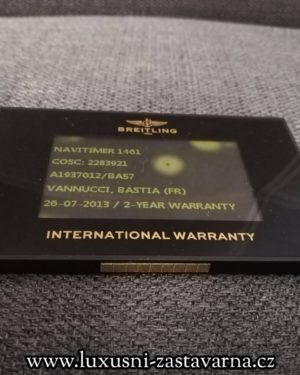 BREITLING
NAVITIMER 1461
COSC: 2283921
A1937012/BA57
VANNUCCI, BASTIA (FR)
26-07-2013 / 2-YEAR WARRANTY
INTERNATIONAL WARRANTY
www.luxusni-zastavarna.cz